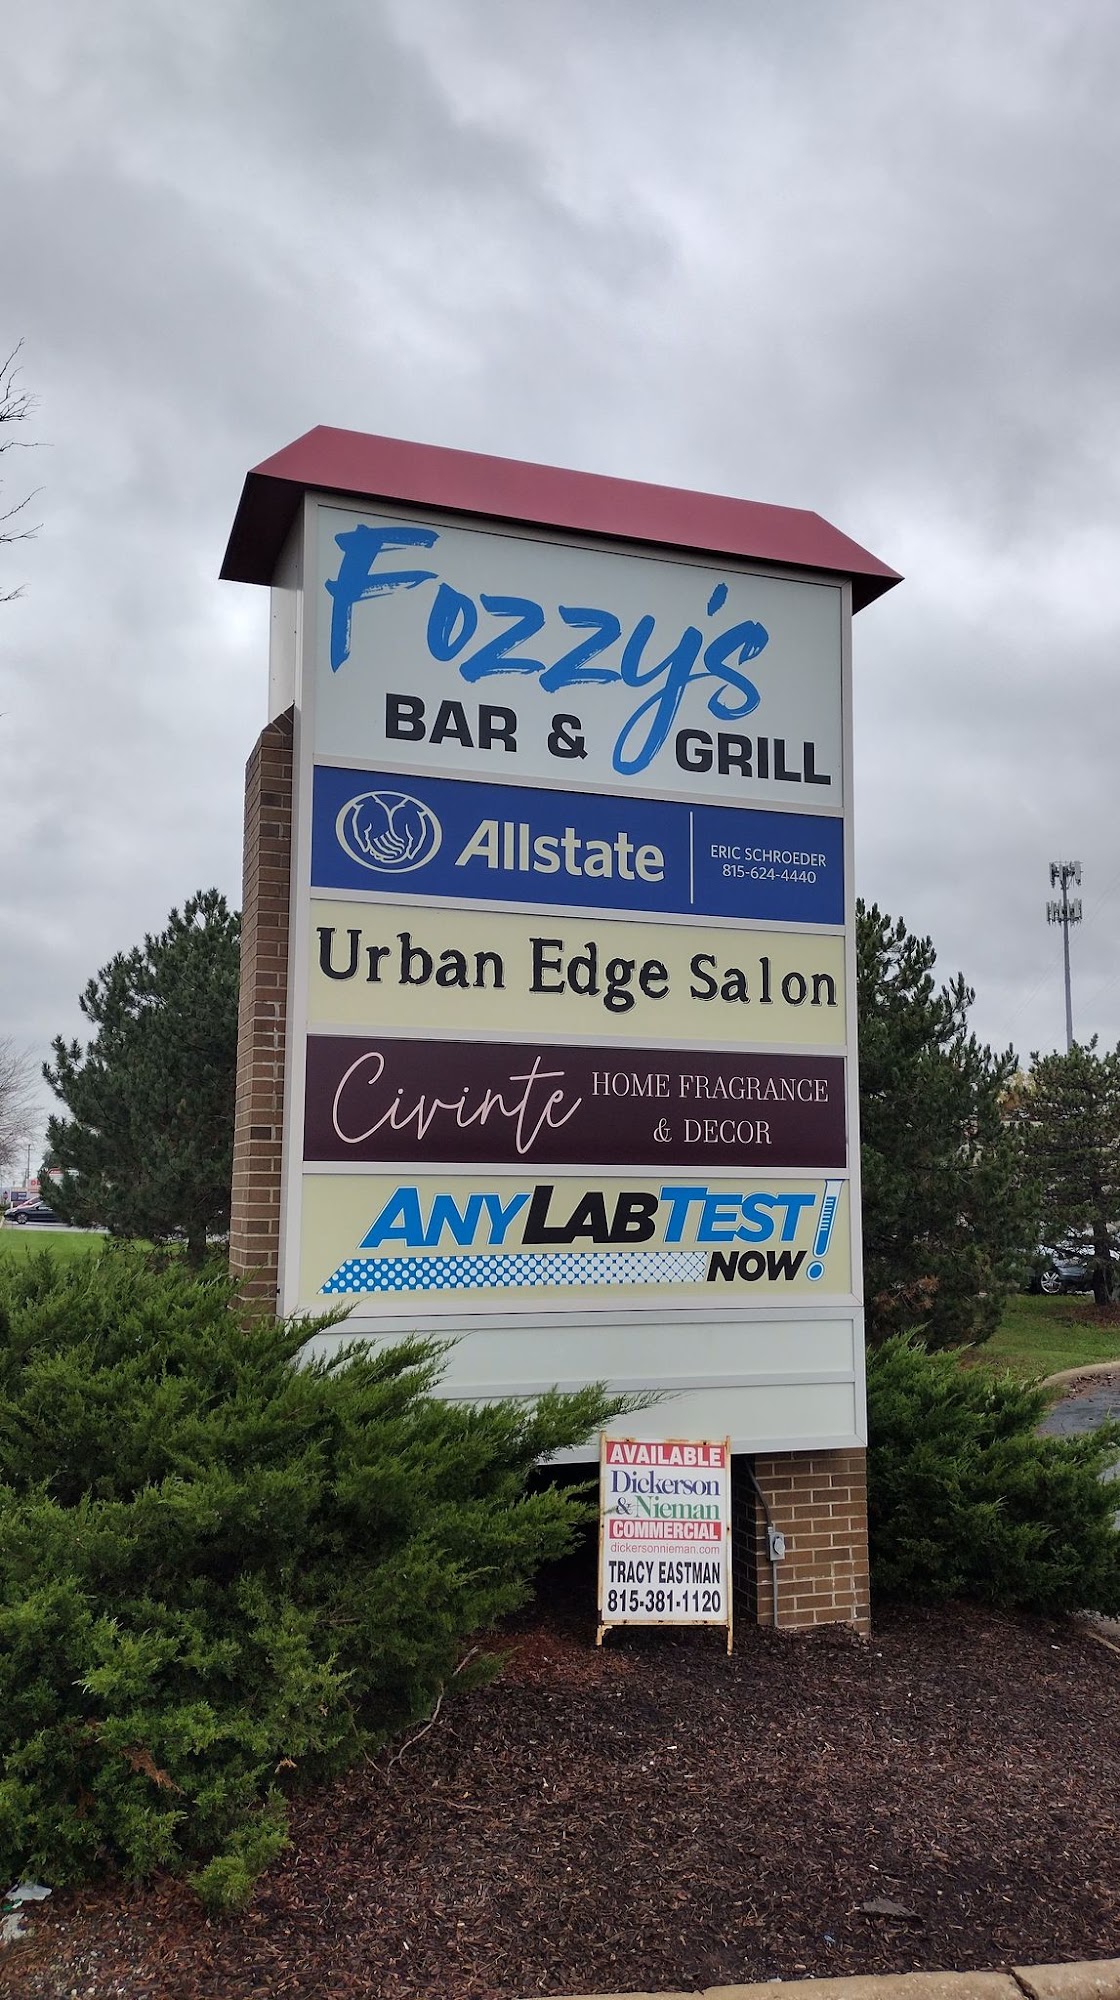 Fozzy's
BAR & GRILL
Allstate
ERIC SCHROEDER
815-624-4440
Urban Edge Salon
Civinte
HOME FRAGRANCE
& DECOR
ANYLABTEST
NOW!
AVAILABLE
Dickerson
& Nieman
COMMERCIAL
dickersonnieman.com
TRACY EASTMAN
815-381-1120